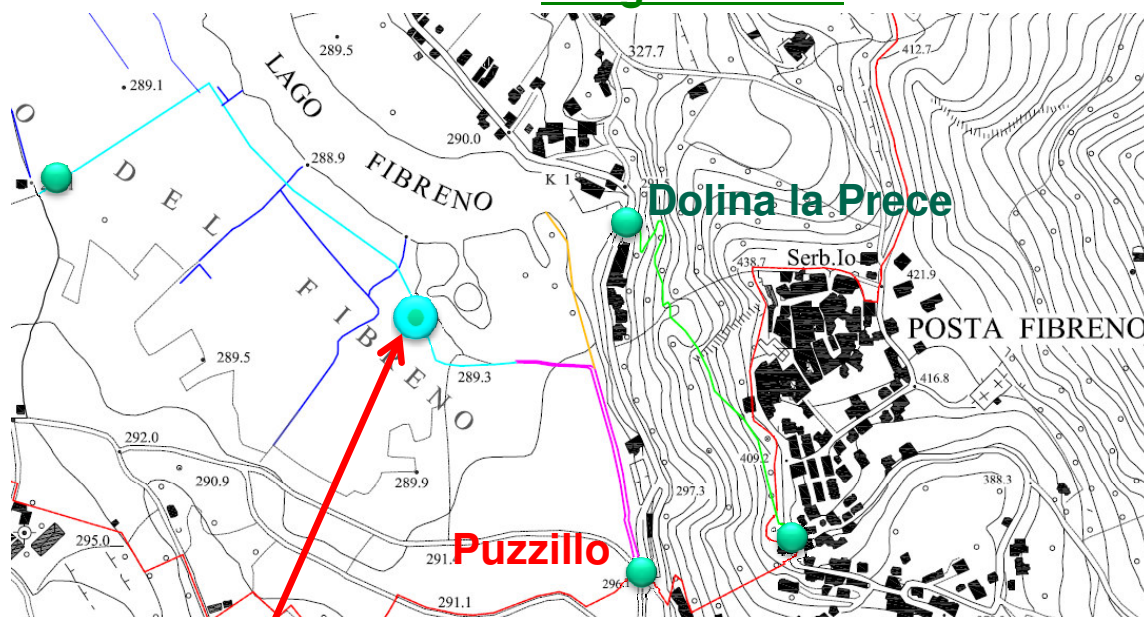 412.7
289.5
327.7
LAGO
289.1
290.0
288.9
FIBRENO
K 1
291.5
Dolina la Prece
O
DEL
438.7
Serb.Io
421.9
FIBRENO
POSTA FIBRENO
289.5
289.3
416.8
292.0
409.2
290.9
289.9
297.3
388.3
295.0
Puzzillo
291.1